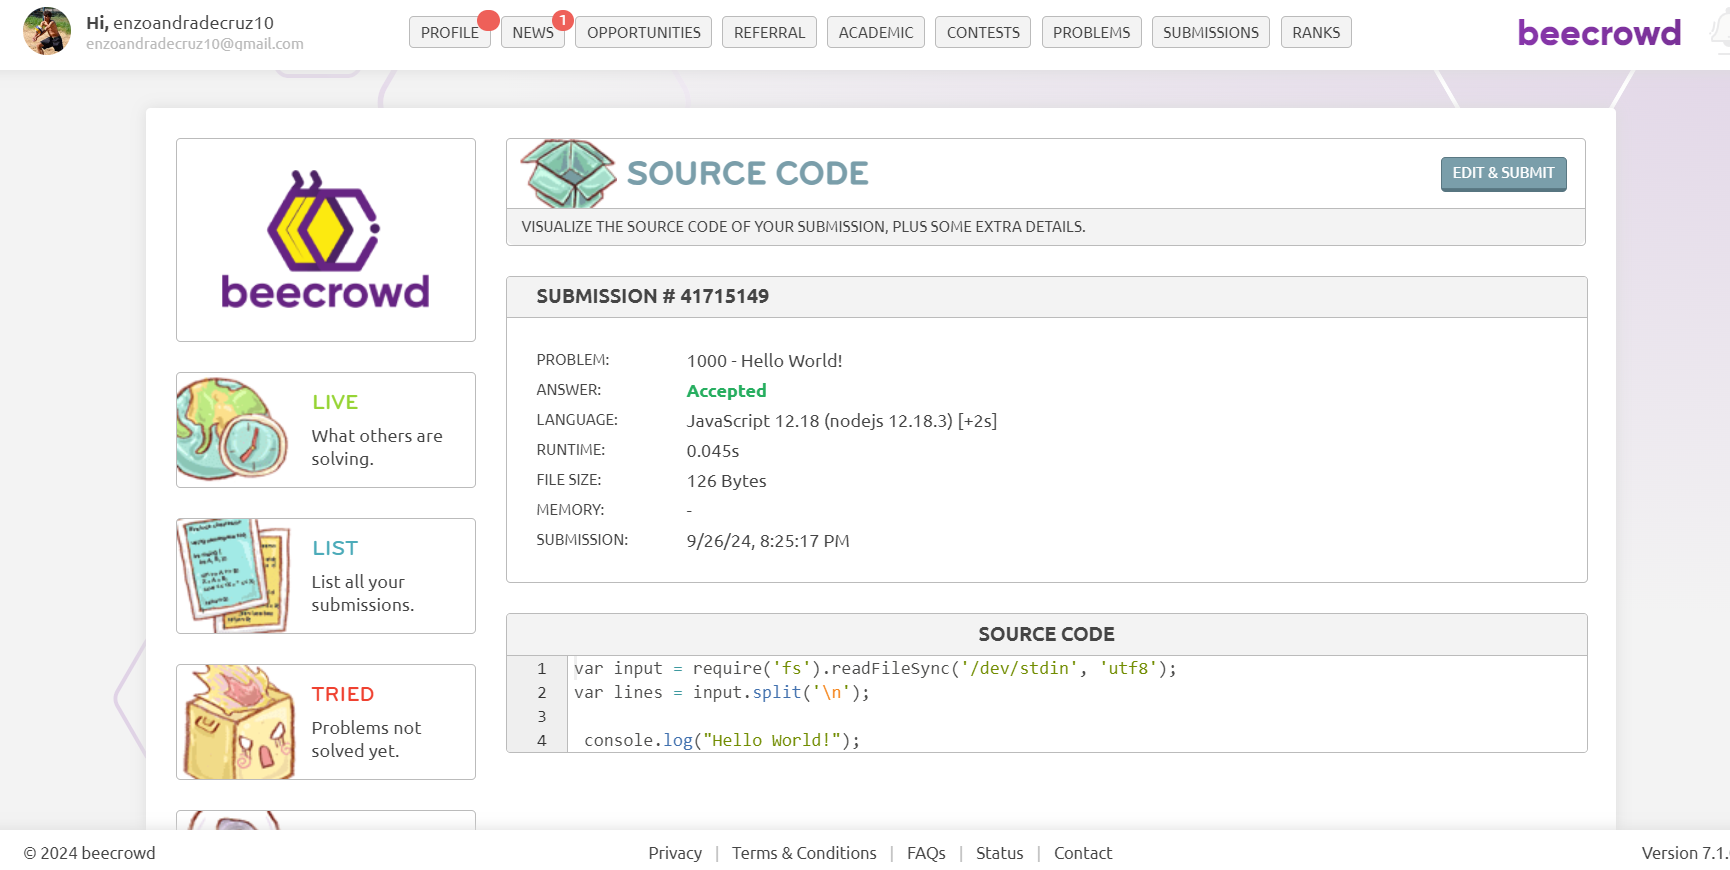 Hi, enzoandradecruz10
enzoandradecruz10@gmail.com
PROFILE
NEWS
1
OPPORTUNITIES
REFERRAL
ACADEMIC
CONTESTS
PROBLEMS
SUBMISSIONS
RANKS
beecrowd
beecrowd
LIVE
What others are
solving.
LIST
List all your
submissions.
TRIED
Problems not
solved yet.
SOURCE CODE
EDIT & SUBMIT
VISUALIZE THE SOURCE CODE OF YOUR SUBMISSION, PLUS SOME EXTRA DETAILS.
SUBMISSION # 41715149
PROBLEM: 1000 - Hello World!
ANSWER: Accepted
LANGUAGE: JavaScript 12.18 (nodejs 12.18.3) [+2s]
RUNTIME: 0.045s
FILE SIZE: 126 Bytes
MEMORY: -
SUBMISSION: 9/26/24, 8:25:17 PM
SOURCE CODE
1 var input = require('fs').readFileSync('/dev/stdin', 'utf8');
2 var lines = input.split('\n');
3
4 console.log("Hello World!");
© 2024 beecrowd
Privacy | Terms & Conditions | FAQs | Status | Contact
Version 7.1.